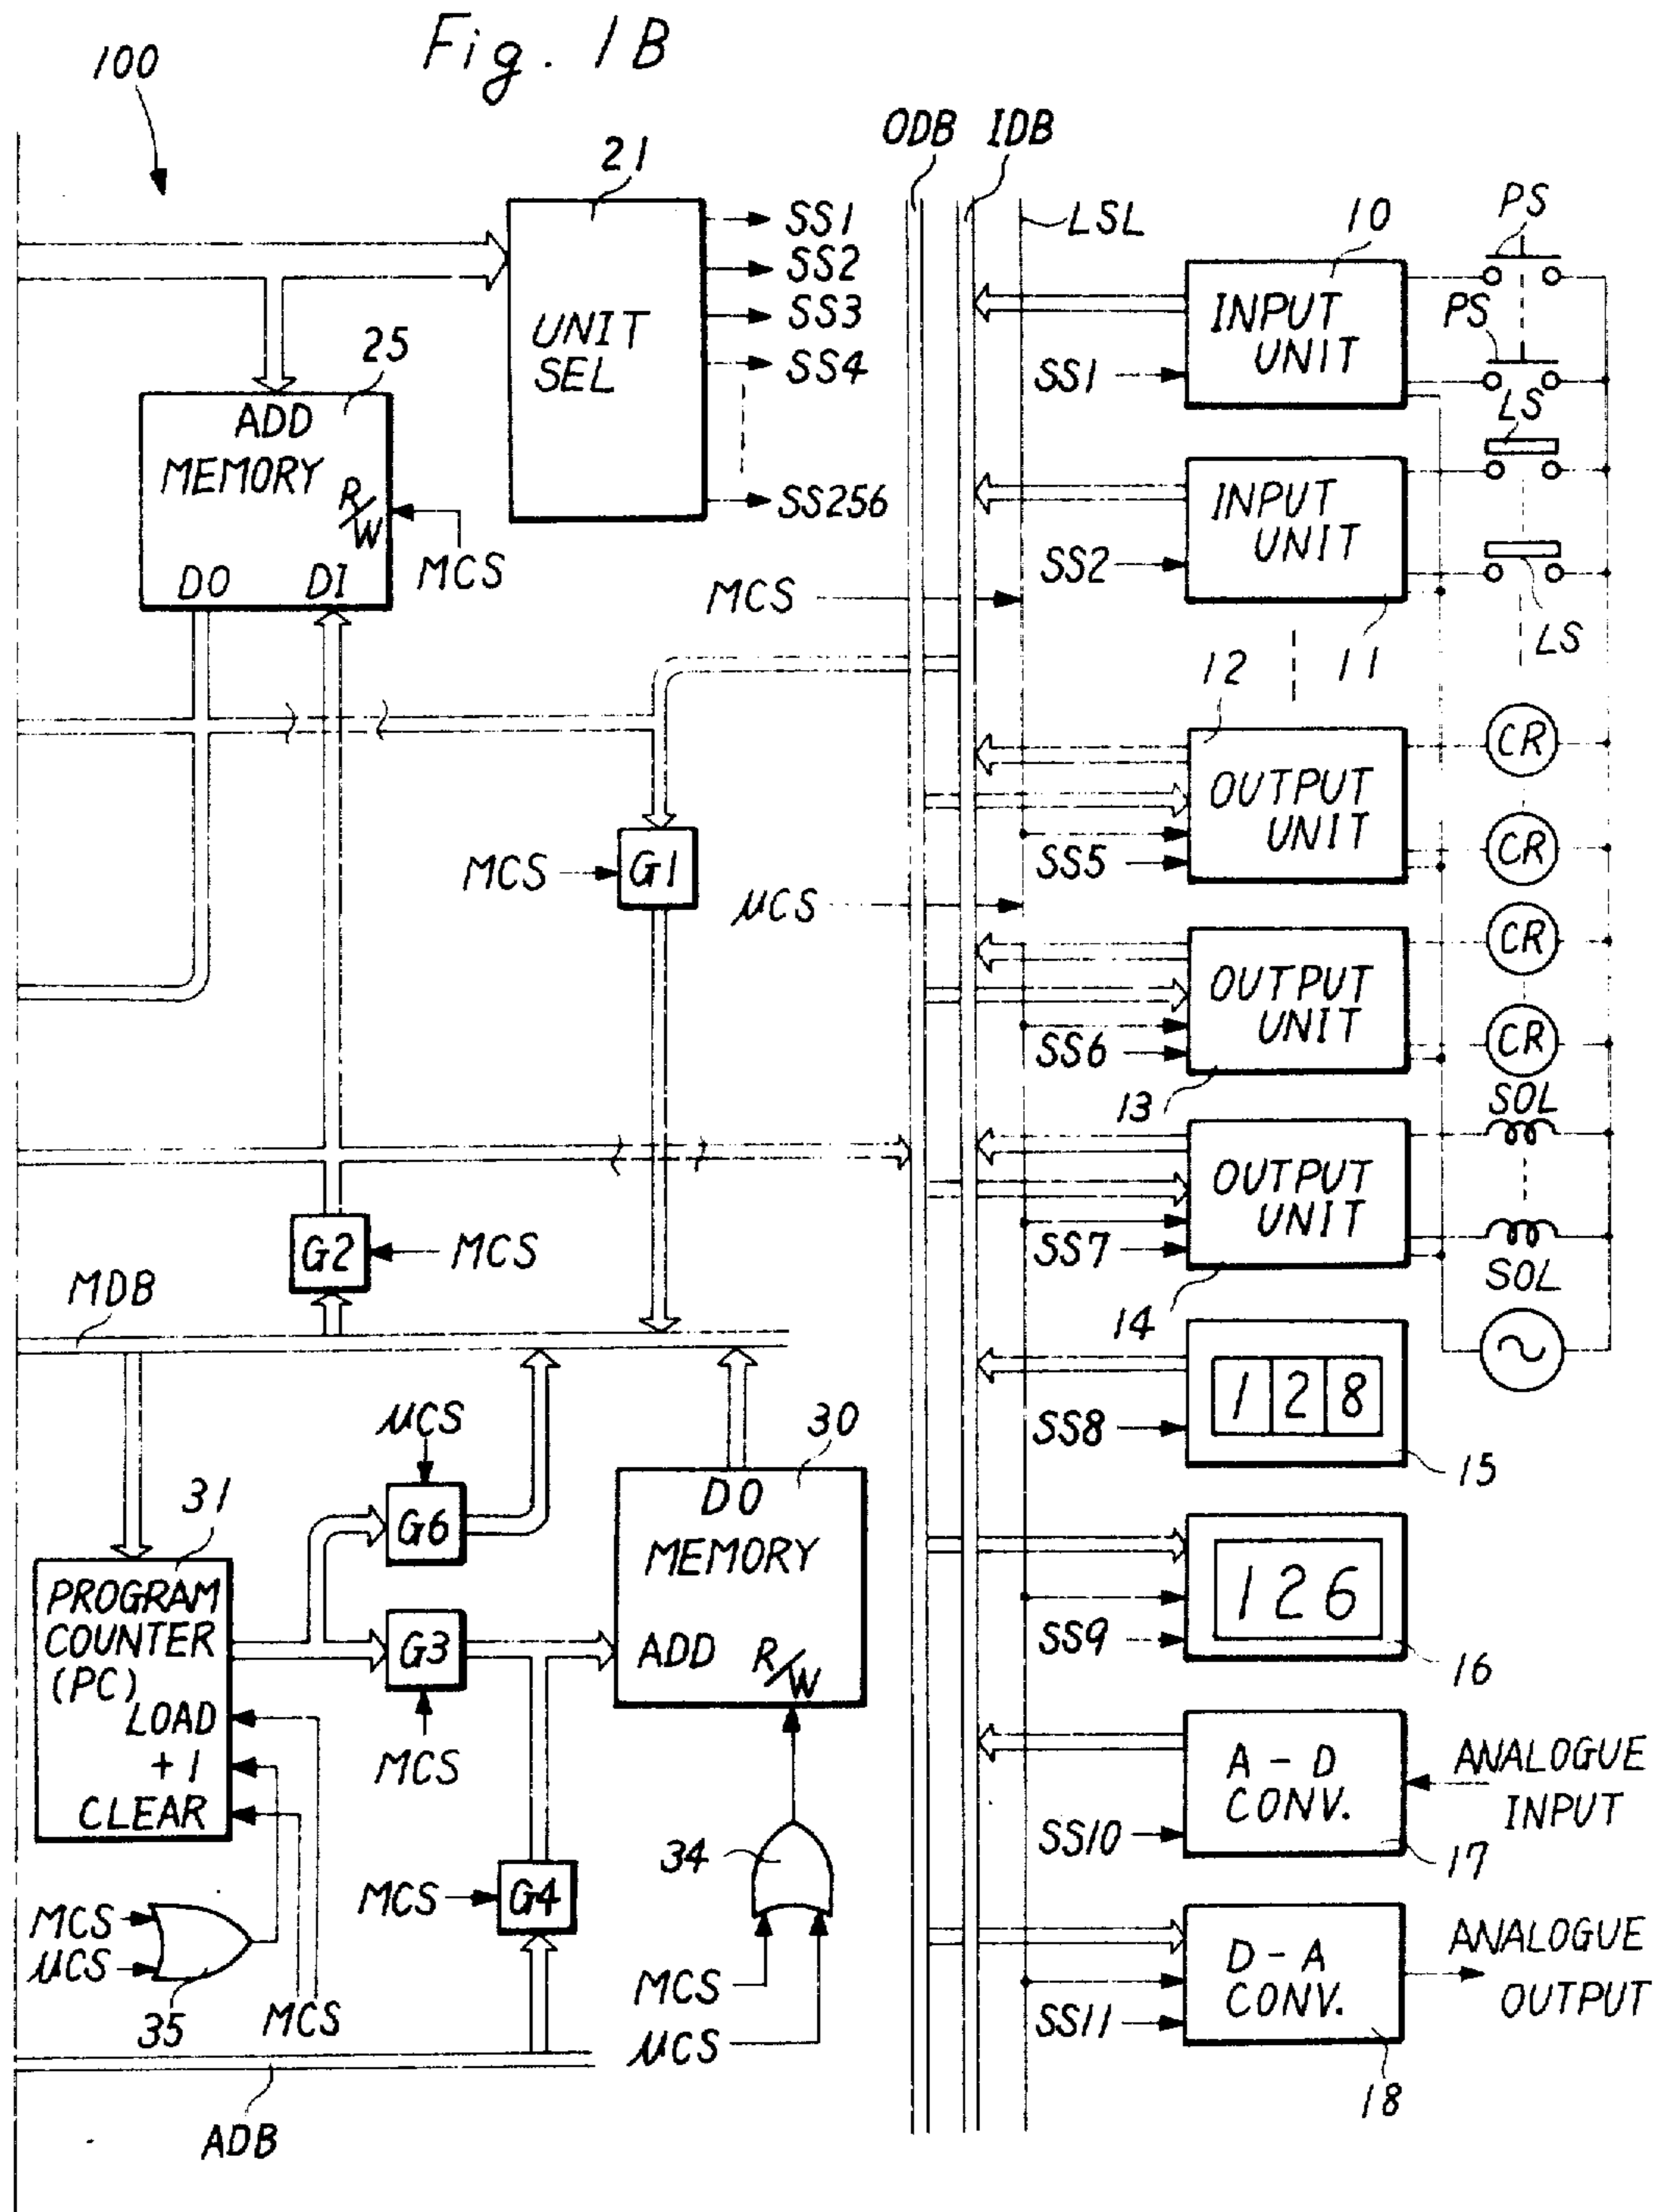 Fig. 1B
100
ODB IDB
21
SS1
SS2
SS3
SS4
SS256
UNIT
SEL
LSL
10
PS
PS
INPUT
UNIT
SS1
25
ADD
MEMORY
R/W
DO DI
MCS
LS
INPUT
UNIT
SS2
11
LS
MCS
12
CR
OUTPUT
UNIT
SS5
CR
MCS
G1
μCS
CR
OUTPUT
UNIT
SS6
CR
13
SOL
OUTPUT
UNIT
SS7
SOL
14
G2
MCS
MDB
1 2 8
SS8
15
μCS
G6
30
DO
MEMORY
ADD
R/W
31
PROGRAM
COUNTER
(PC)
LOAD
+1
CLEAR
G3
MCS
126
SS9
16
A-D
CONV.
SS10
17
ANALOGUE
INPUT
34
MCS
G4
MCS
μCS
35
MCS
MCS
μCS
D-A
CONV.
SS11
18
ANALOGUE
OUTPUT
ADB